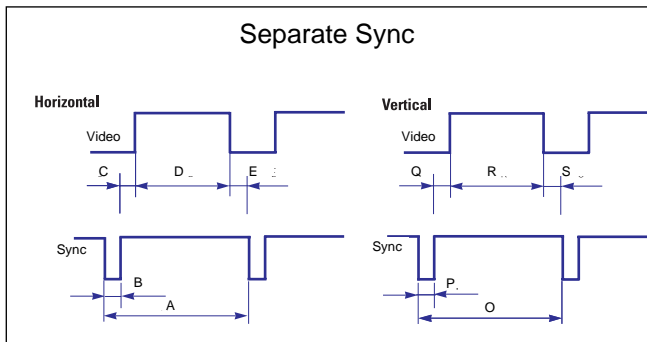 Separate Sync
Horizontal
Video
C D E
Sync
B
A
Vertical
Video
Q R S
Sync
P
O